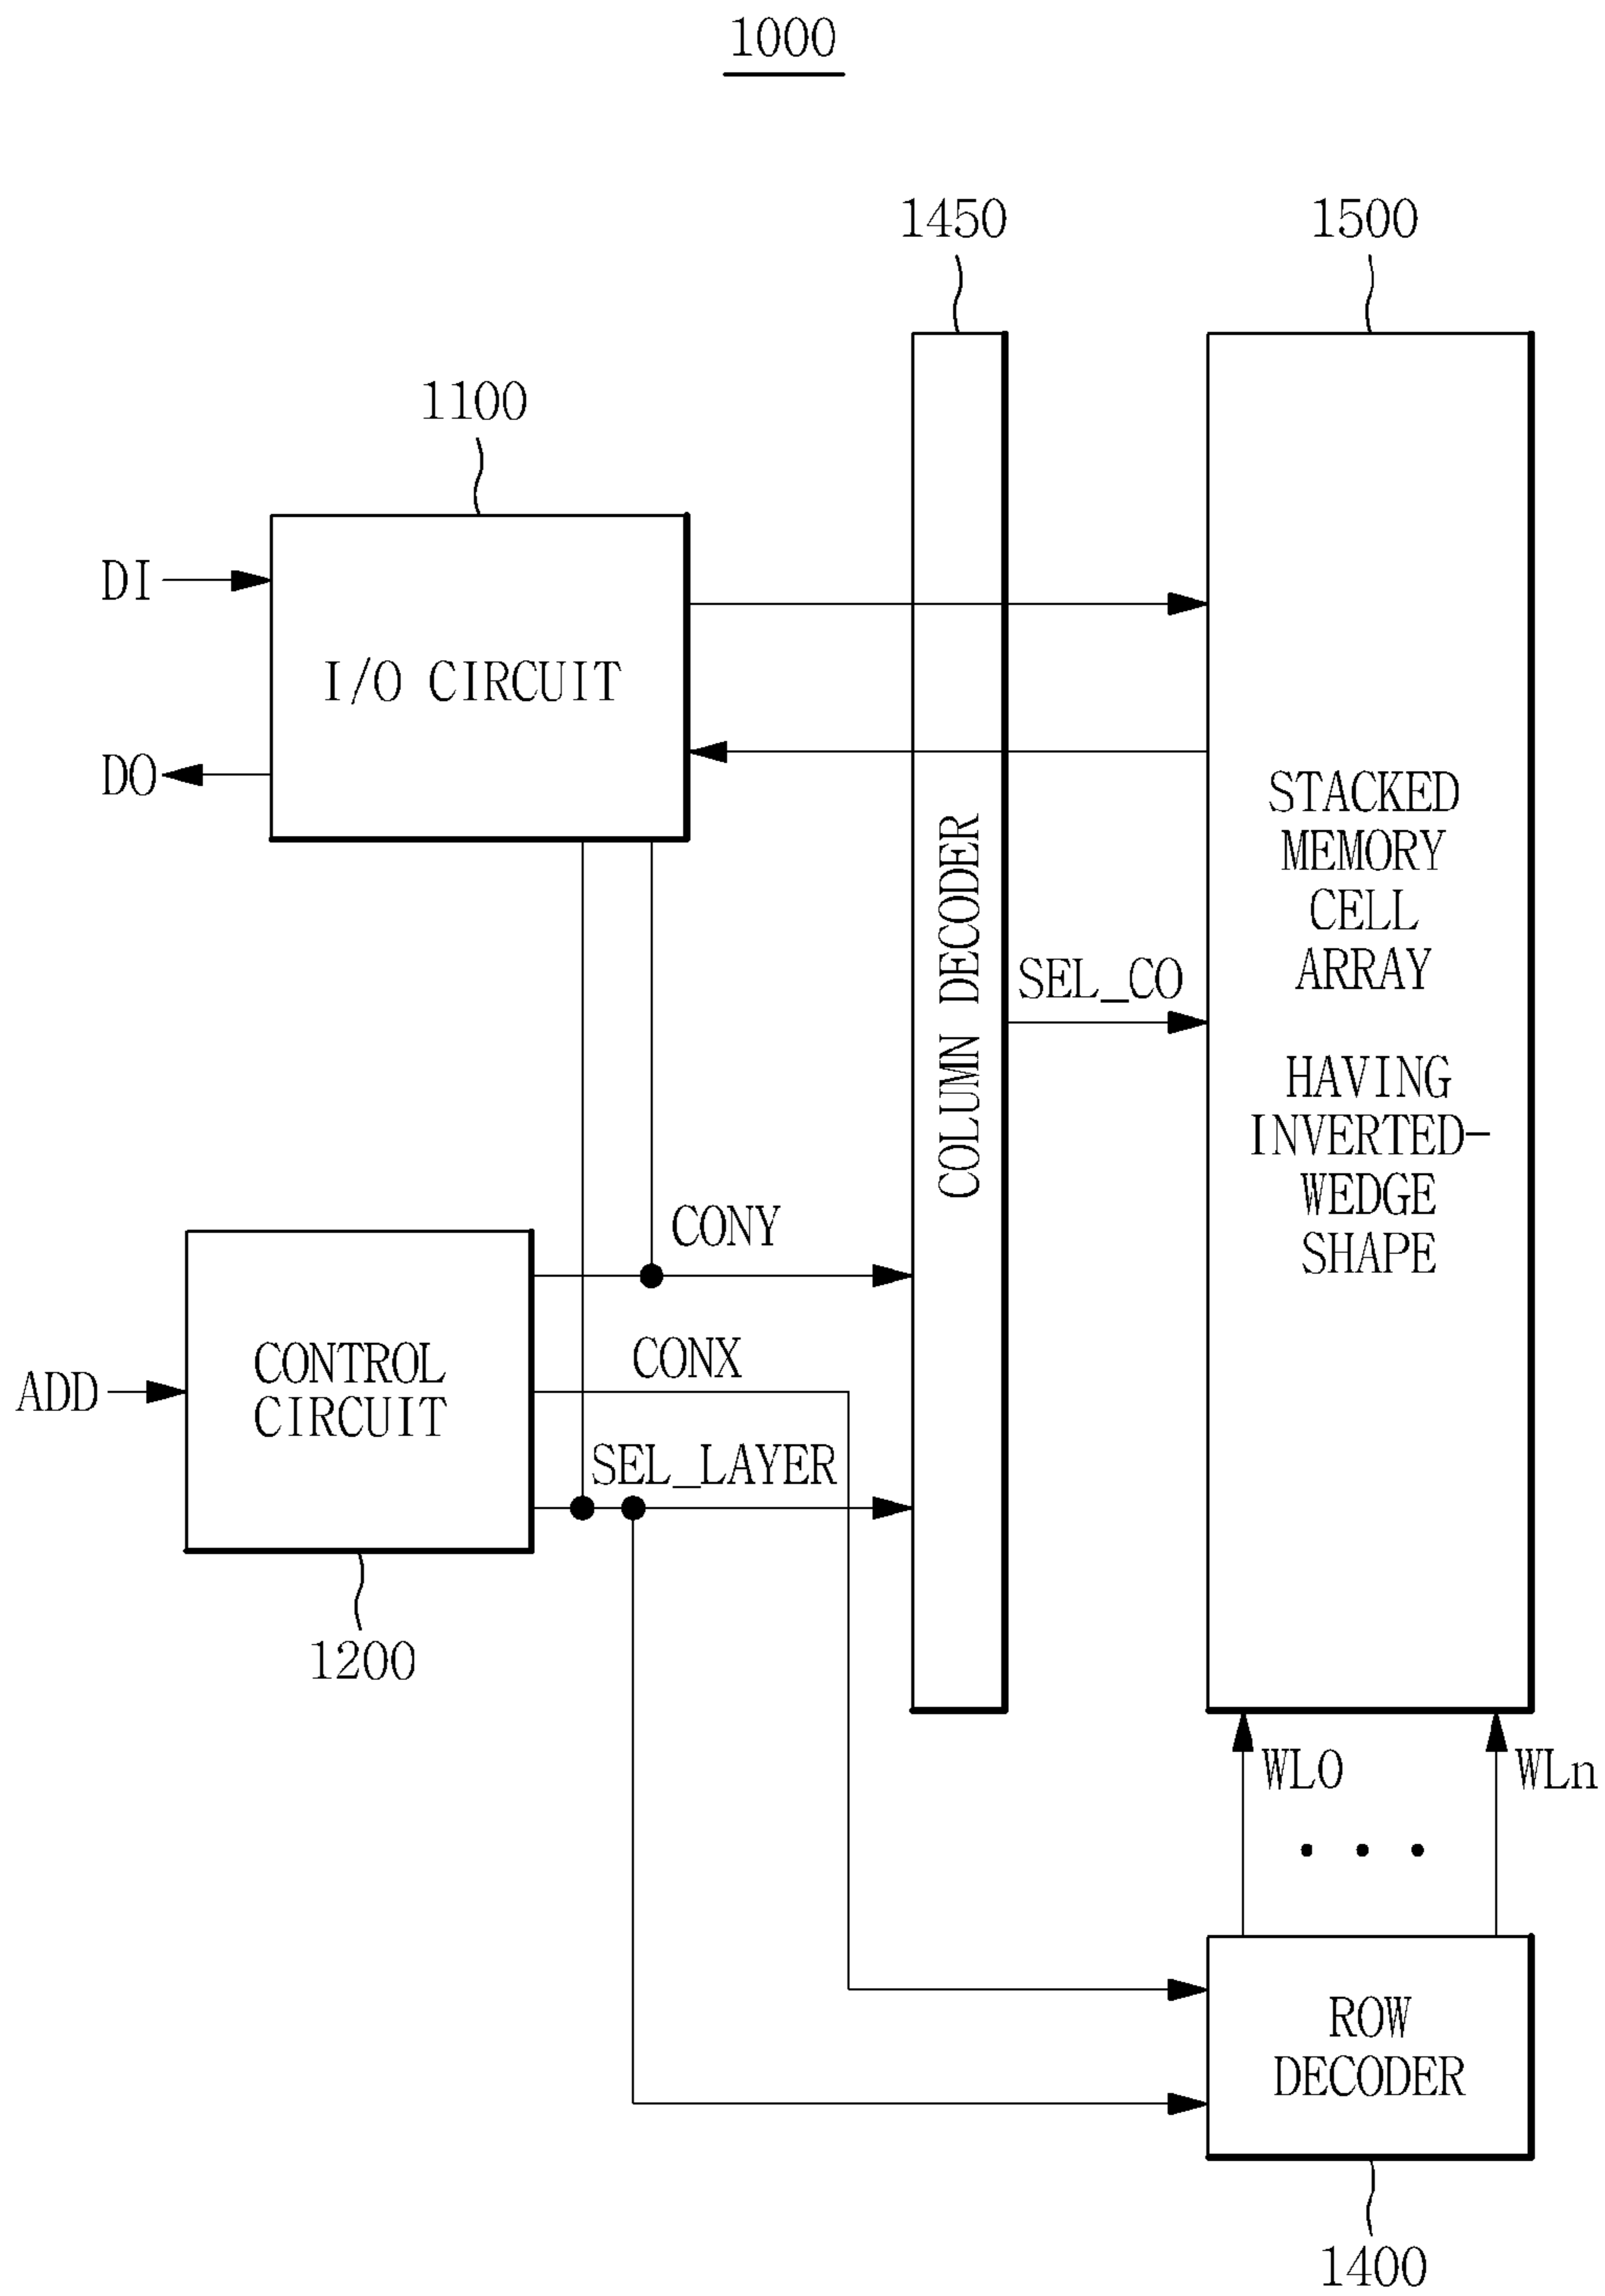 1000
1450
1500
1100
DI
I/O CIRCUIT
DO
COLUMN DECODER
STACKED
MEMORY
CELL
ARRAY
HAVING
INVERTED-
WEDGE
SHAPE
SEL_CO
CONY
CONX
SEL_LAYER
ADD
CONTROL
CIRCUIT
1200
WL0
WLn
• • •
ROW
DECODER
1400